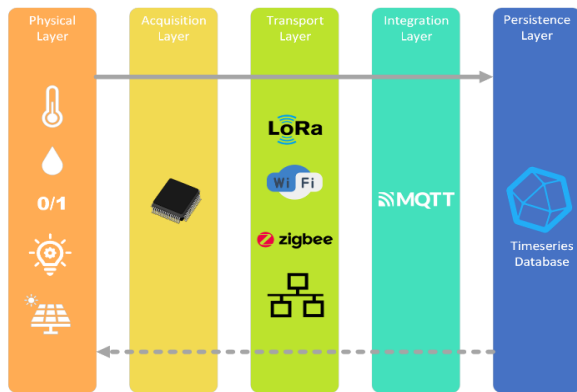 Physical
Layer
Acquisition
Layer
Transport
Layer
Integration
Layer
Persistence
Layer
LoRa
Wi Fi
0/1
MQTT
zigbee
Timeseries
Database